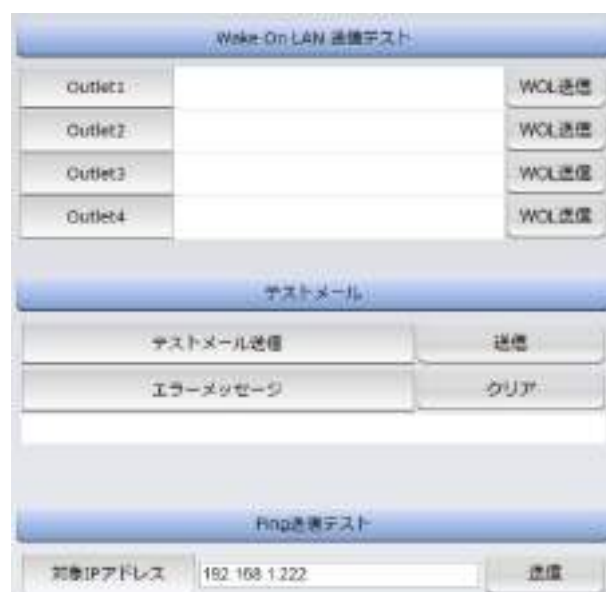 Wake On LAN 送信テスト
Outlet1 WOL送信
Outlet2 WOL送信
Outlet3 WOL送信
Outlet4 WOL送信
テストメール
テストメール送信 送信
エラーメッセージ クリア
Ping送信テスト
対象IPアドレス 192.168.1.222 送信